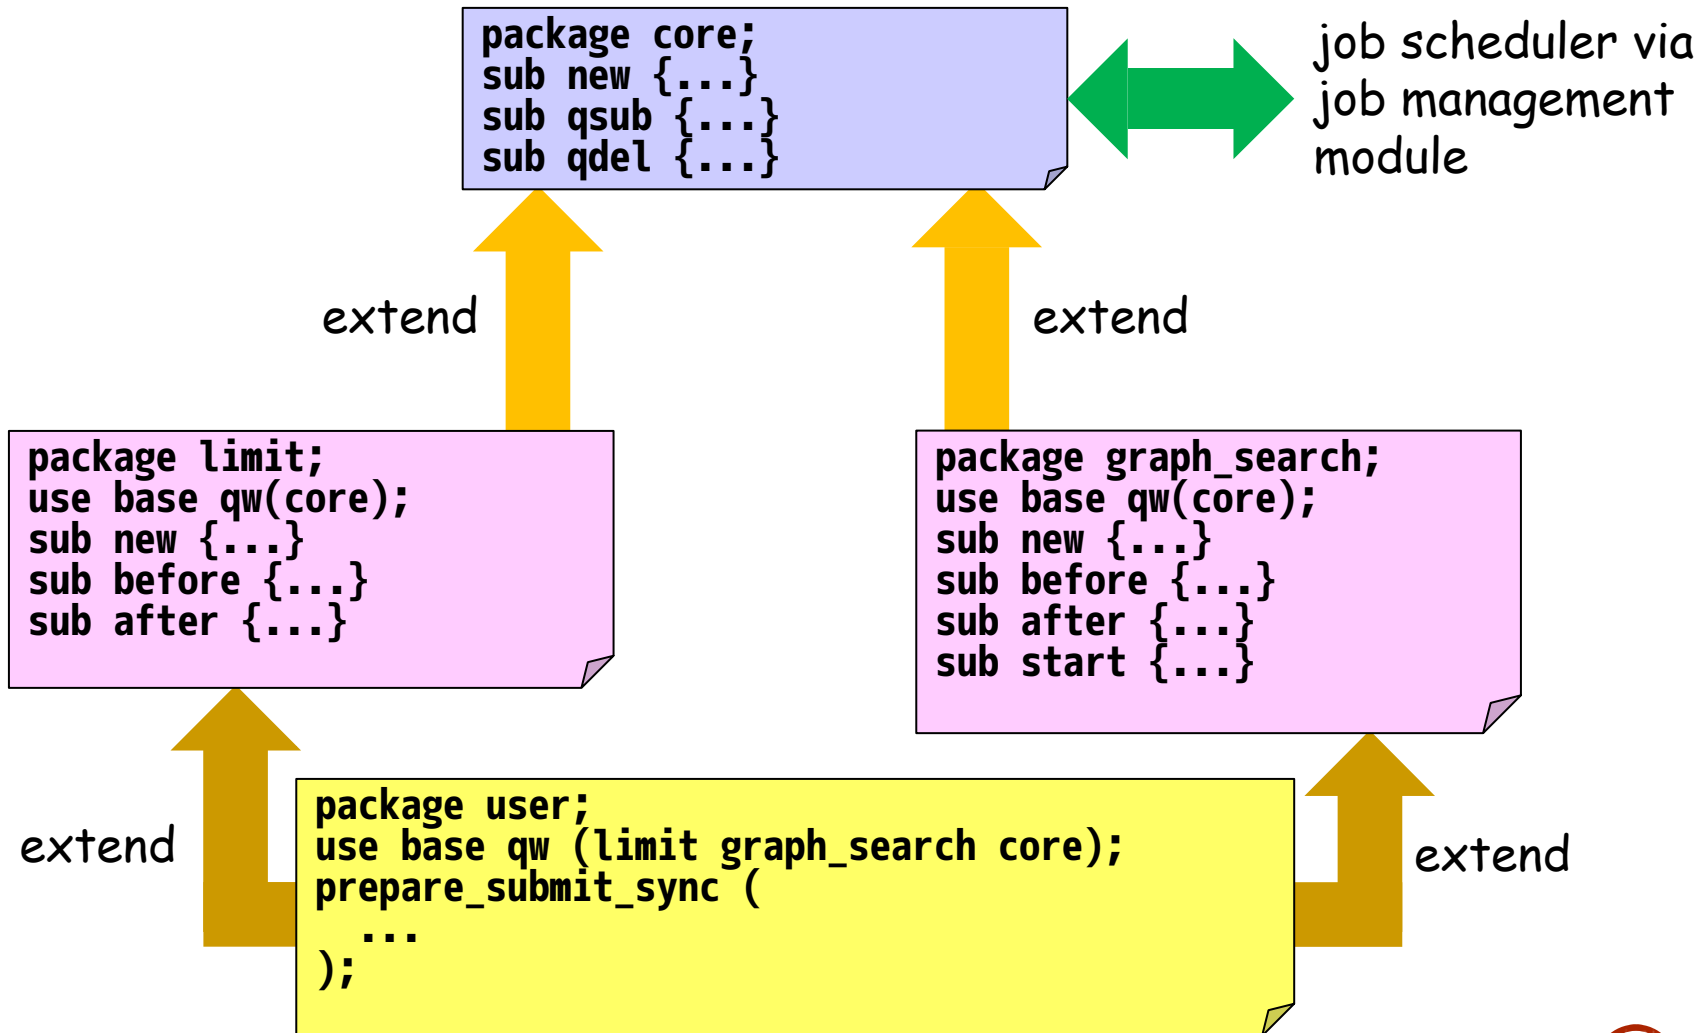 package core;
sub new {...}
sub qsub {...}
sub qdel {...}
job scheduler via
job management
module
extend
extend
package limit;
use base qw(core);
sub new {...}
sub before {...}
sub after {...}
package graph_search;
use base qw(core);
sub new {...}
sub before {...}
sub after {...}
sub start {...}
extend
package user;
use base qw (limit graph_search core);
prepare_submit_sync (
  ...
);
extend